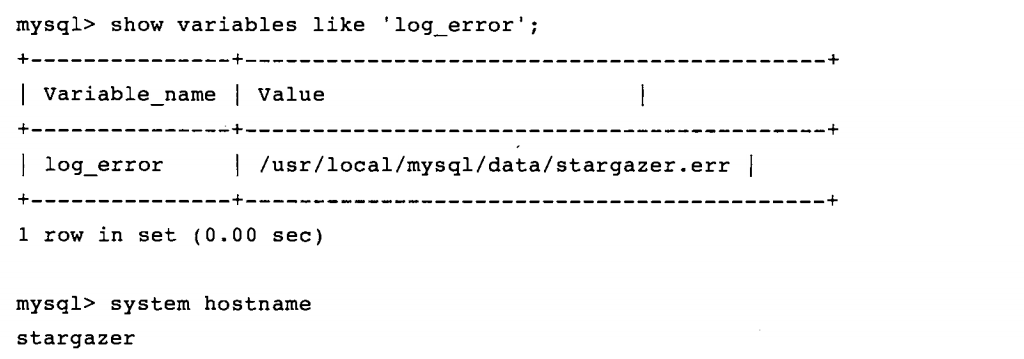 mysql> show variables like 'log_error';
+---------------+--------------------------------------------+
| Variable_name | Value                        |
+---------------+--------------------------------------------+
| log_error     | /usr/local/mysql/data/stargazer.err |
+---------------+--------------------------------------------+
1 row in set (0.00 sec)
mysql> system hostname
stargazer